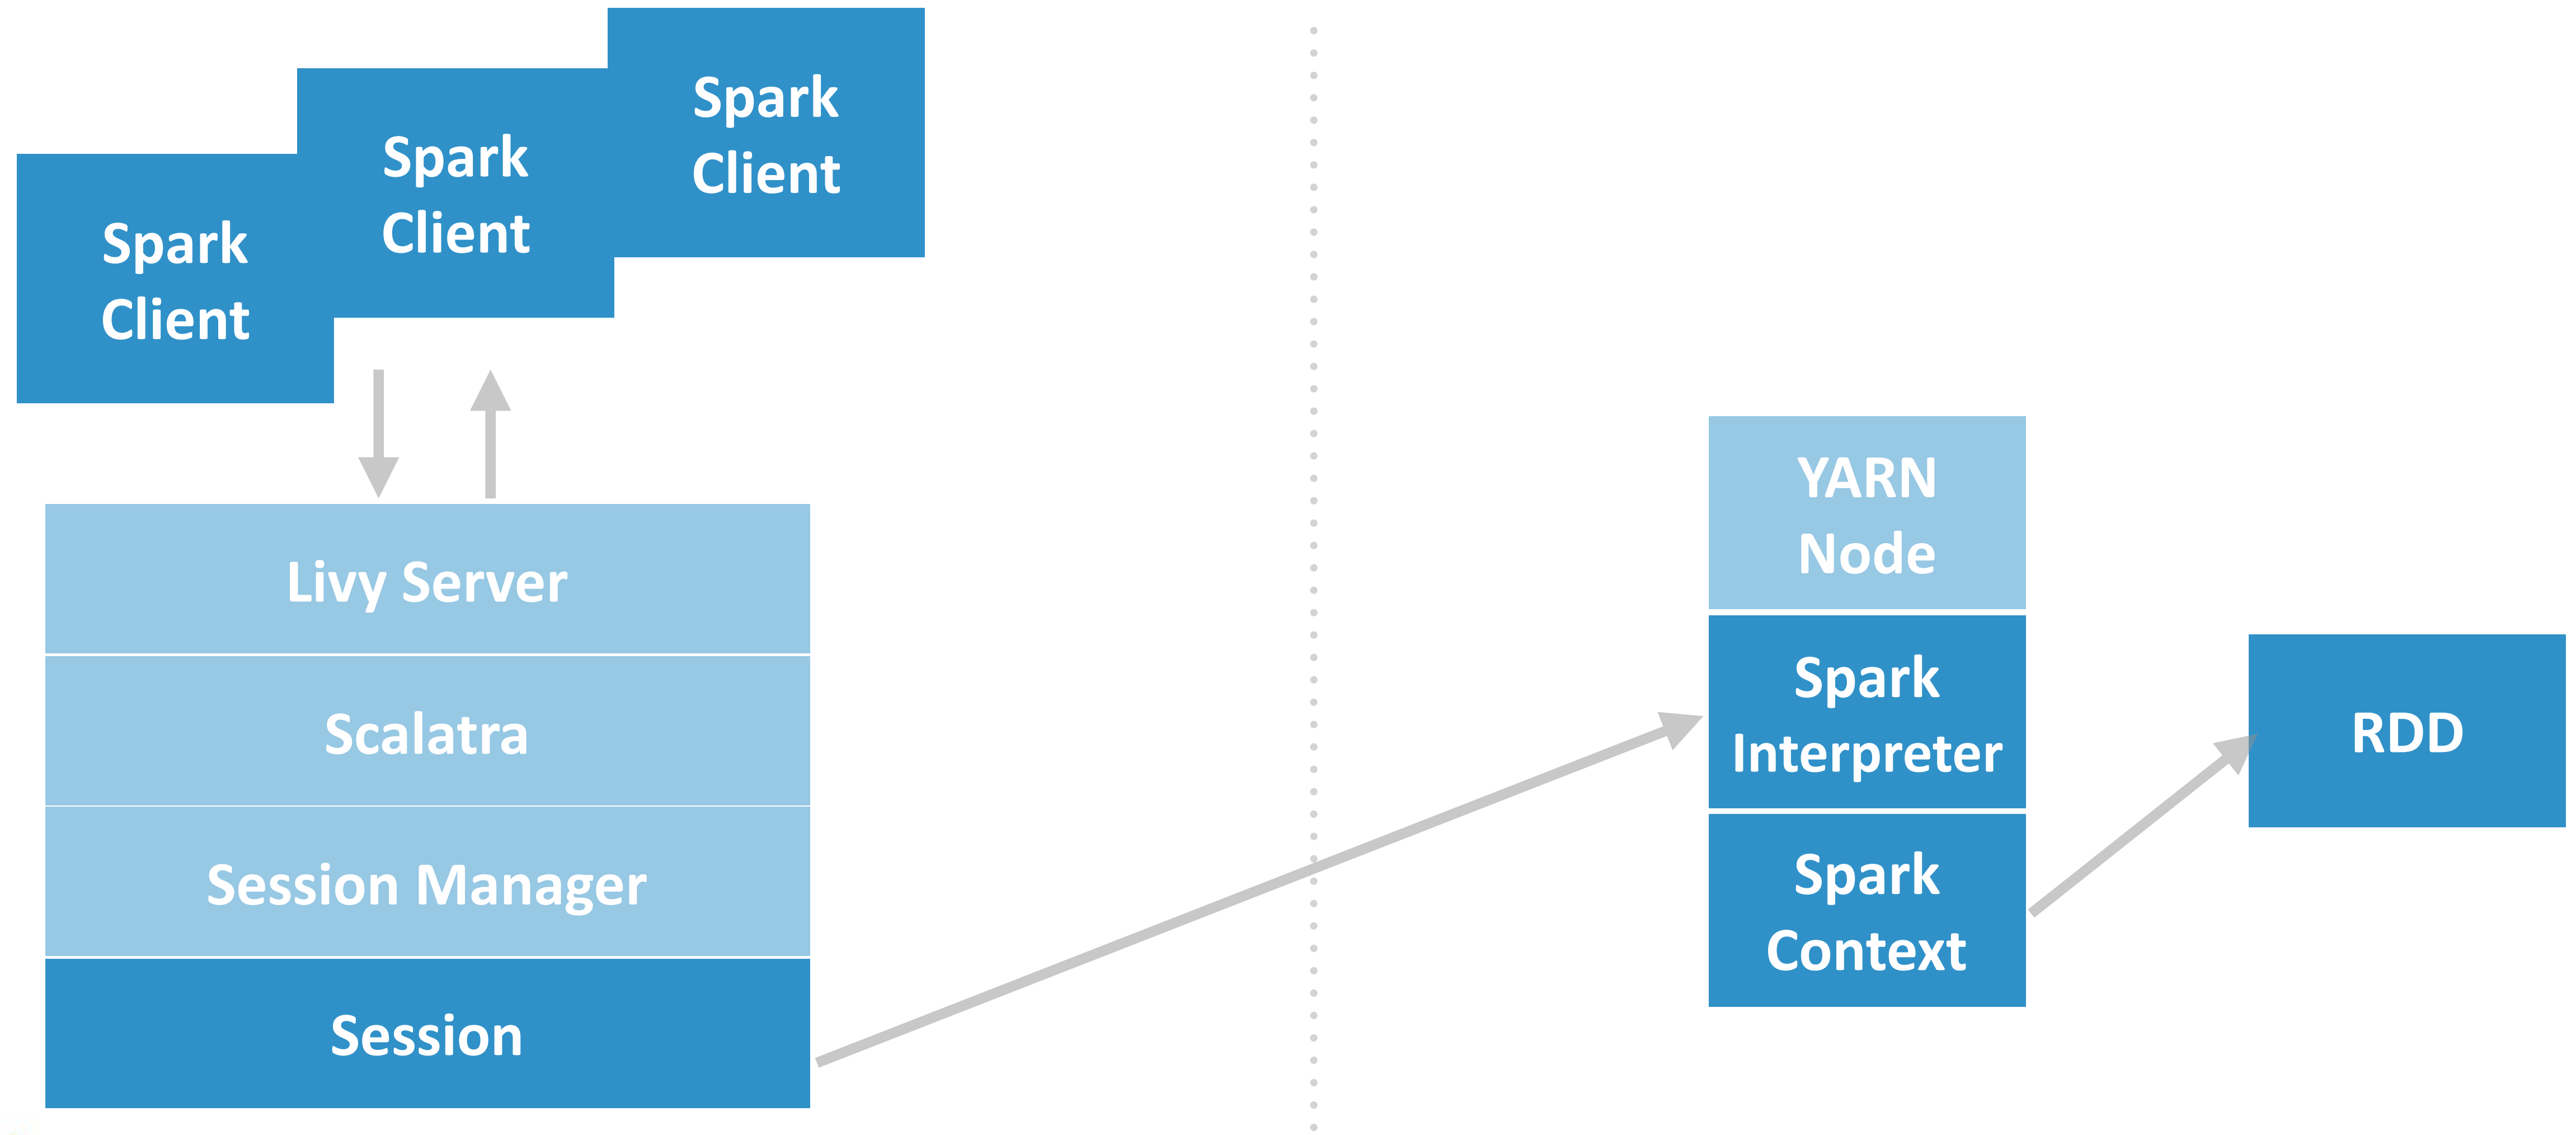 Spark
Client
Spark
Client
Spark
Client
Livy Server
Scalatra
Session Manager
Session
YARN
Node
Spark
Interpreter
Spark
Context
RDD